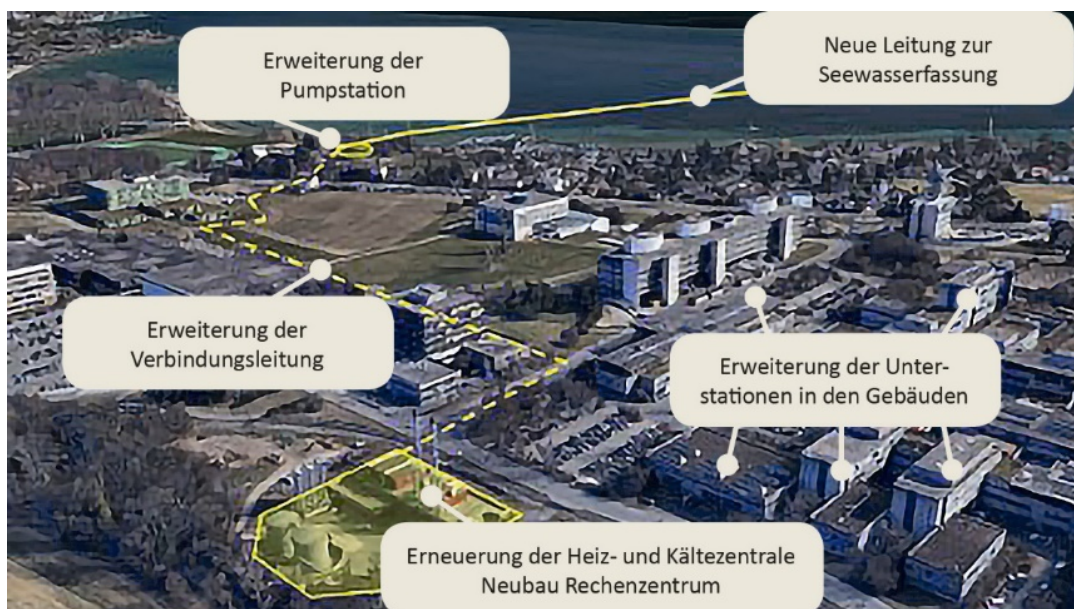 Erweiterung der
Pumpstation
Neue Leitung zur
Seewasserfassung
Erweiterung der
Verbindungsleitung
Erweiterung der Unter-
stationen in den Gebäuden
Erneuerung der Heiz- und Kältezentrale
Neubau Rechenzentrum